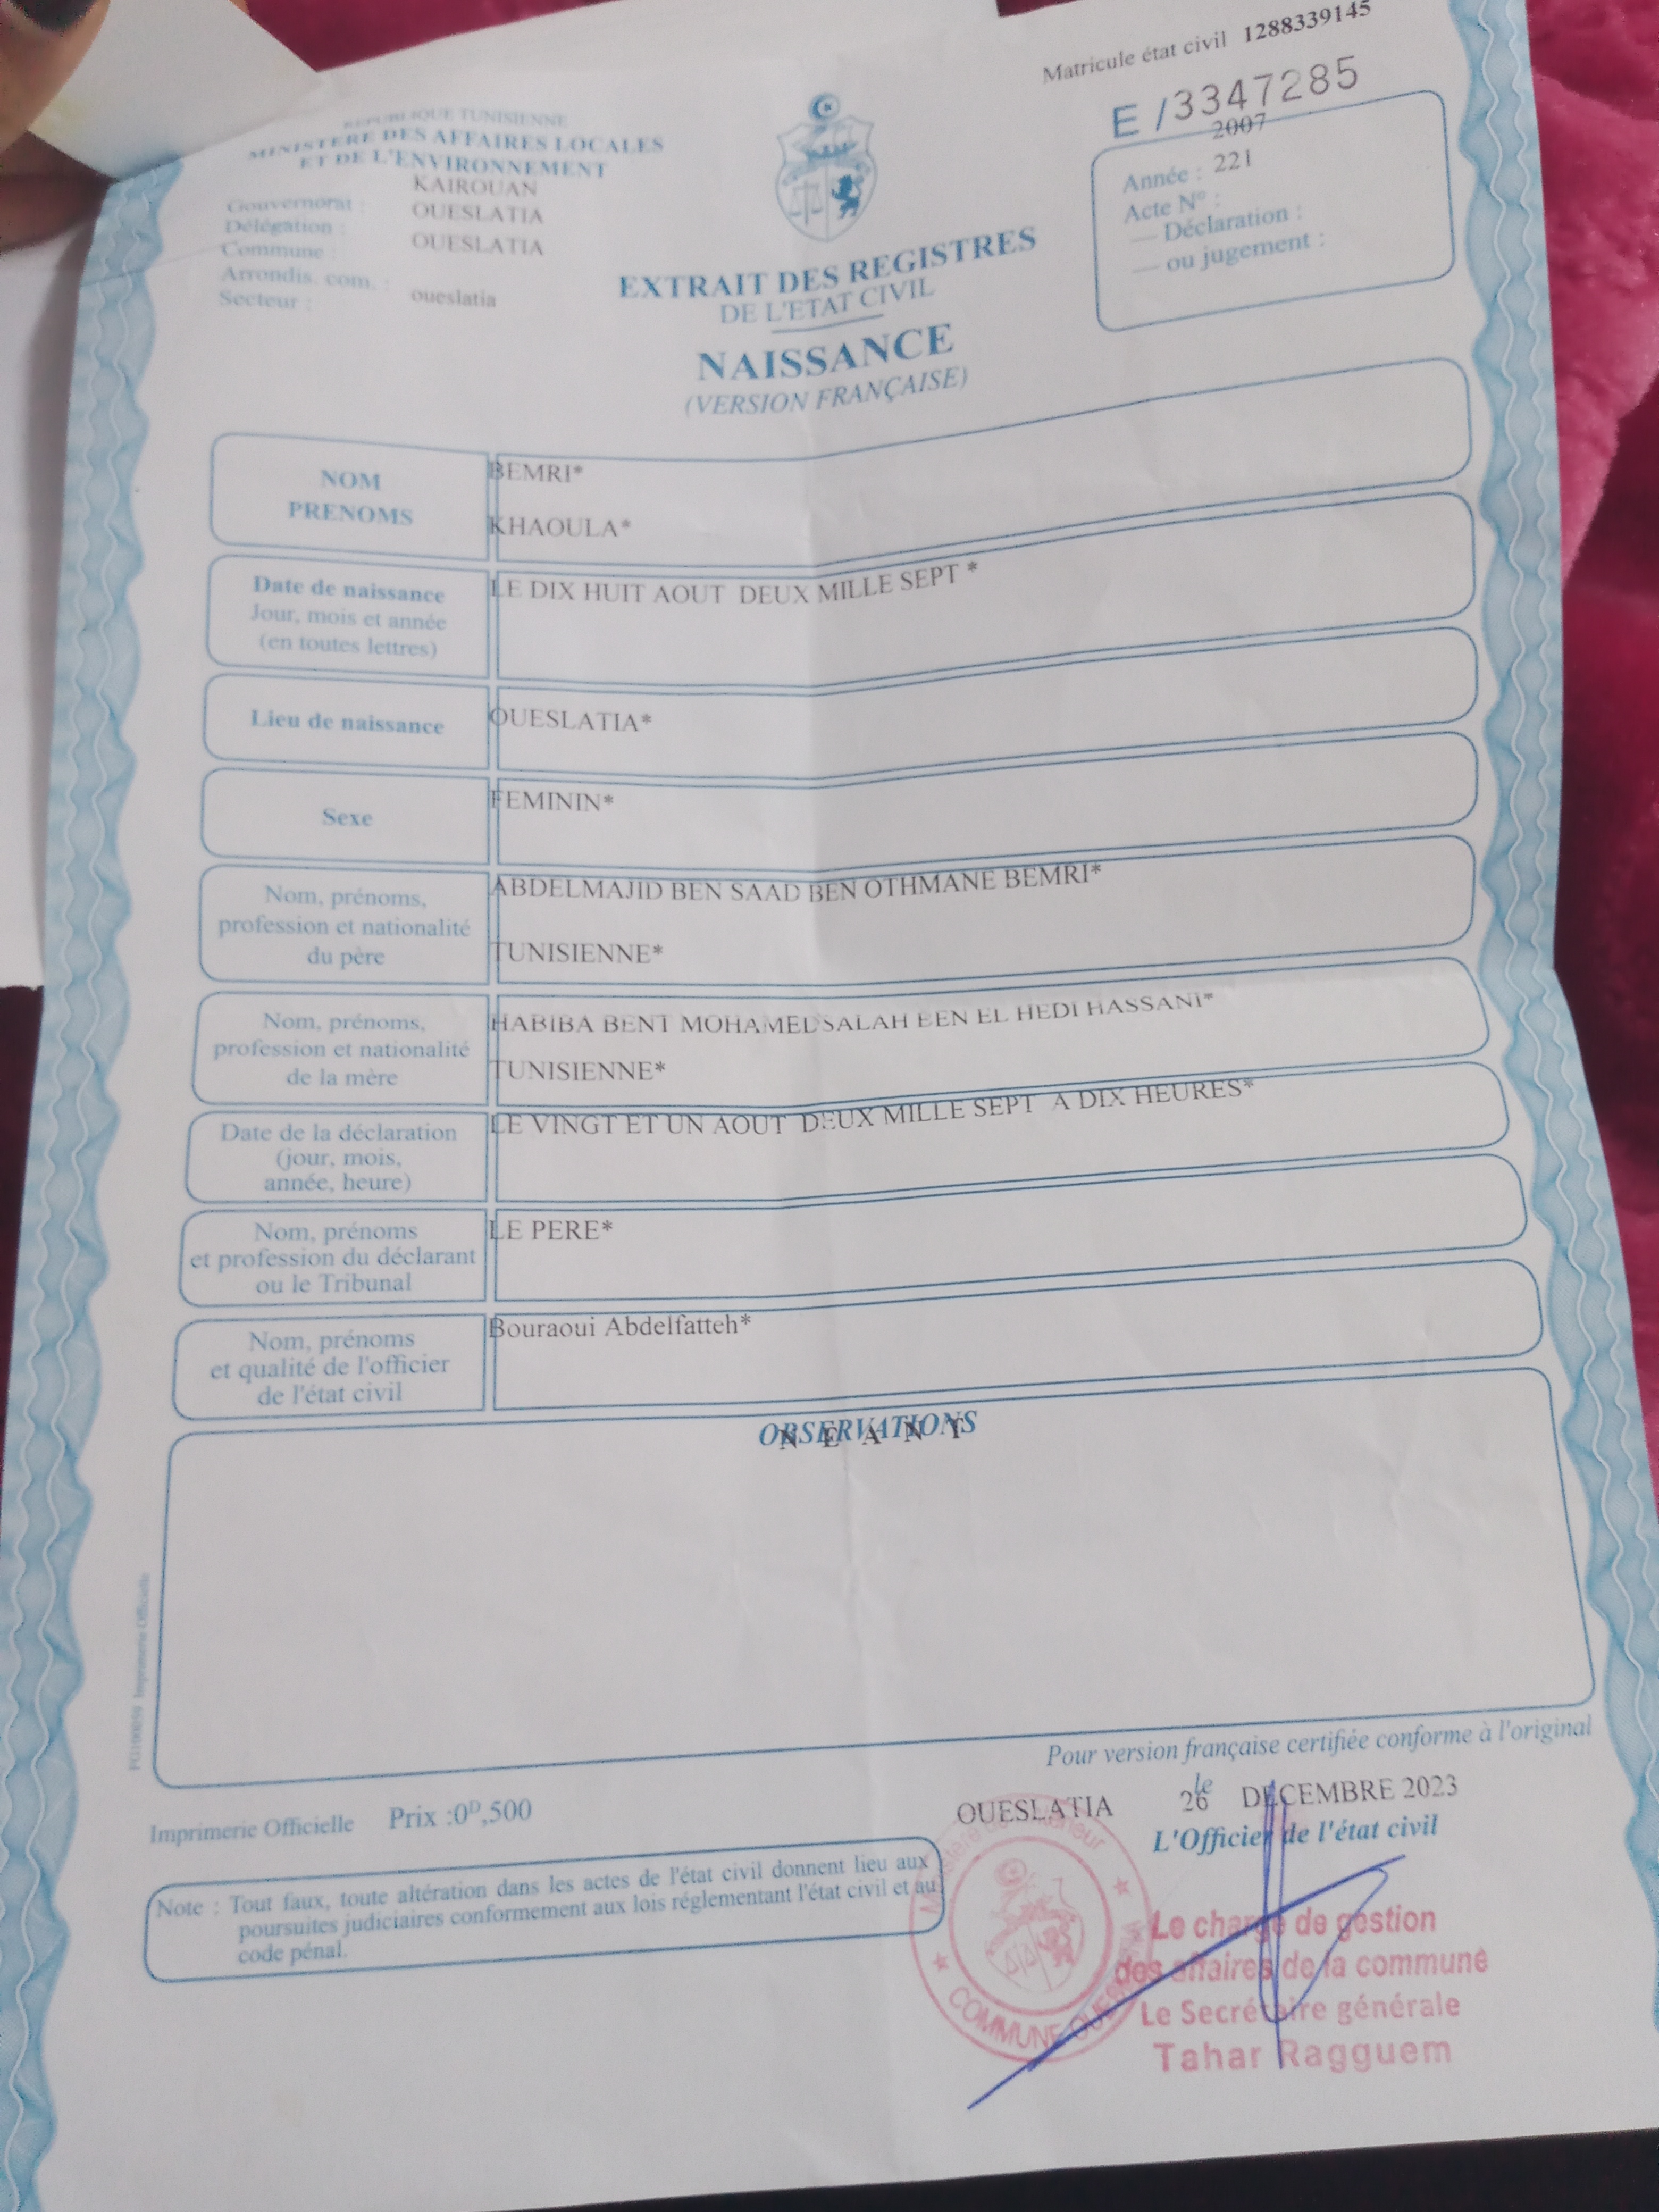 Matricule état civil 1288339145
E /3347285
REPUBLIQUE TUNISIENNE
MINISTERE DES AFFAIRES LOCALES
ET DE L'ENVIRONNEMENT
KAIROUAN
Gouvernorat :
OUESLATIA
Délégation :
OUESLATIA
Commune :
Arrondis. com. :
Secteur : oueslatia
2007
Année : 221
Acte N° :
— Déclaration :
— ou jugement :
EXTRAIT DES REGISTRES
DE L'ETAT CIVIL
NAISSANCE
(VERSION FRANÇAISE)
NOM BEMRI*
PRENOMS KHAOULA*
Date de naissance LE DIX HUIT AOUT DEUX MILLE SEPT *
Jour, mois et année
(en toutes lettres)
Lieu de naissance OUESLATIA*
Sexe FEMININ*
Nom, prénoms, ABDELMAJID BEN SAAD BEN OTHMANE BEMRI*
profession et nationalité
du père TUNISIENNE*
Nom, prénoms, HABIBA BENT MOHAMED SALAH BEN EL HEDI HASSANI*
profession et nationalité
de la mère TUNISIENNE*
Date de la déclaration LE VINGT ET UN AOUT DEUX MILLE SEPT A DIX HEURES*
(jour, mois,
année, heure)
Nom, prénoms LE PERE*
et profession du déclarant
ou le Tribunal
Nom, prénoms Bouraoui Abdelfatteh*
et qualité de l'officier
de l'état civil
OBSERVATIONS
N E A N T
Imprimerie Officielle
Pour version française certifiée conforme à l'original
OUESLATIA le 26 DECEMBRE 2023
L'Officier de l'état civil
Imprimerie Officielle Prix :0ᴰ,500
Note : Tout faux, toute altération dans les actes de l'état civil donnent lieu aux
poursuites judiciaires conformement aux lois réglementant l'état civil et au
code pénal.
COMMUNE
Le chargé de gestion
des affaires de la commune
Le Secrétaire générale
Tahar Ragguem